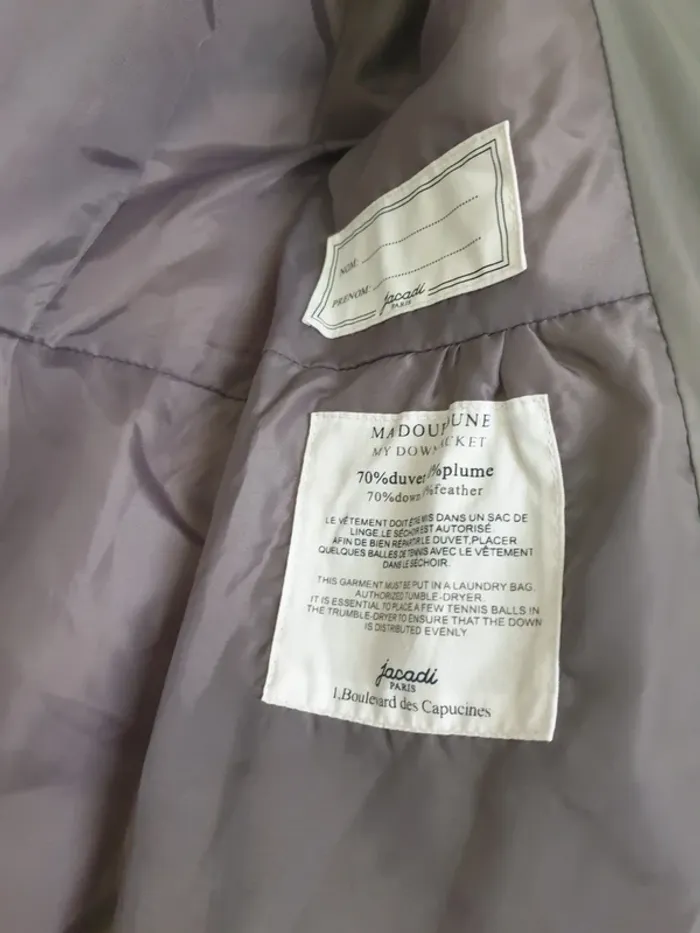 NOM:
PRENOM:
jacadi
PARIS
MA DOUDOUNE
MY DOWN JACKET
70%duvet %plume
70%down %feather
LE VÊTEMENT DOIT ÊTRE MIS DANS UN SAC DE
LINGE.LE SÉCHOIR EST AUTORISÉ.
AFIN DE BIEN RÉPARTIR LE DUVET,PLACER
QUELQUES BALLES DE TENNIS AVEC LE VÊTEMENT
DANS LE SÉCHOIR.
THIS GARMENT MUST BE PUT IN A LAUNDRY BAG.
AUTHORIZED TUMBLE-DRYER.
IT IS ESSENTIAL TO PLACE A FEW TENNIS BALLS IN
THE TRUMBLE-DRYER TO ENSURE THAT THE DOWN
IS DISTRIBUTED EVENLY
jacadi
PARIS
1,Boulevard des Capucines